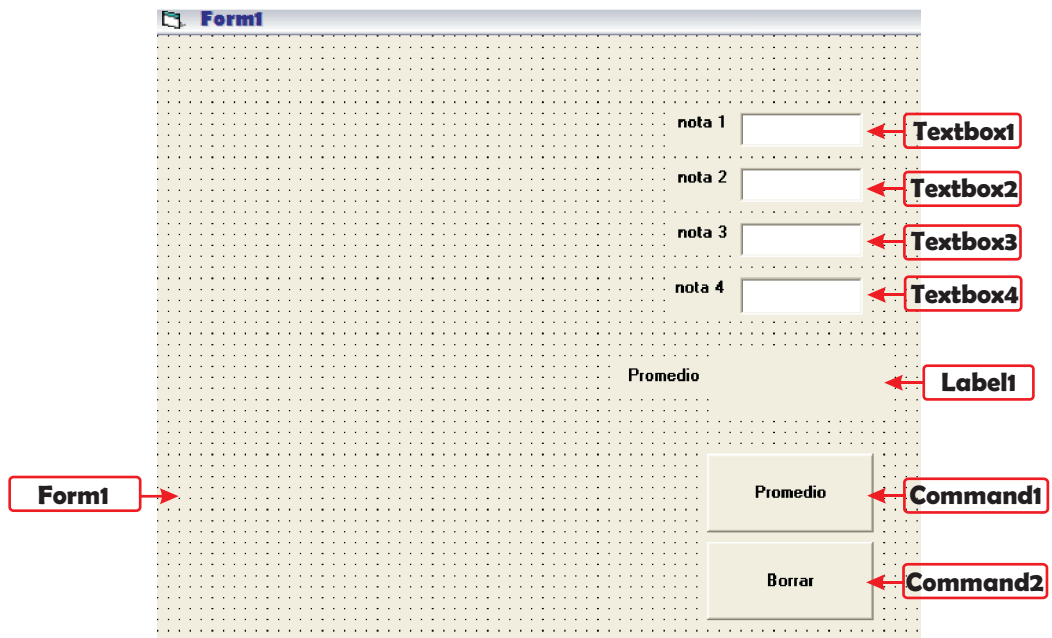 Form1
nota 1
Textbox1
nota 2
Textbox2
nota 3
Textbox3
nota 4
Textbox4
Promedio
Label1
Form1
Promedio
Command1
Borrar
Command2